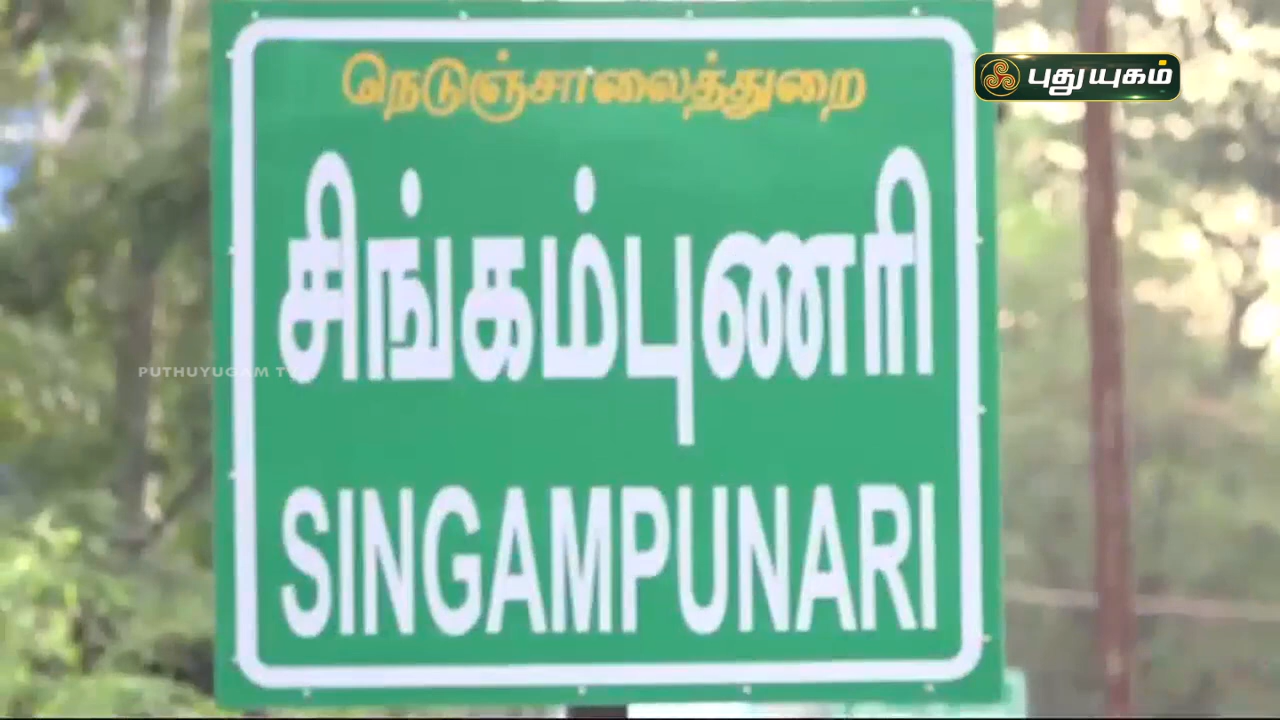 நெடுஞ்சாலைத்துறை
புதுயுகம்
சிங்கம்புணரி
PUTHUYUGAM TV
SINGAMPUNARI